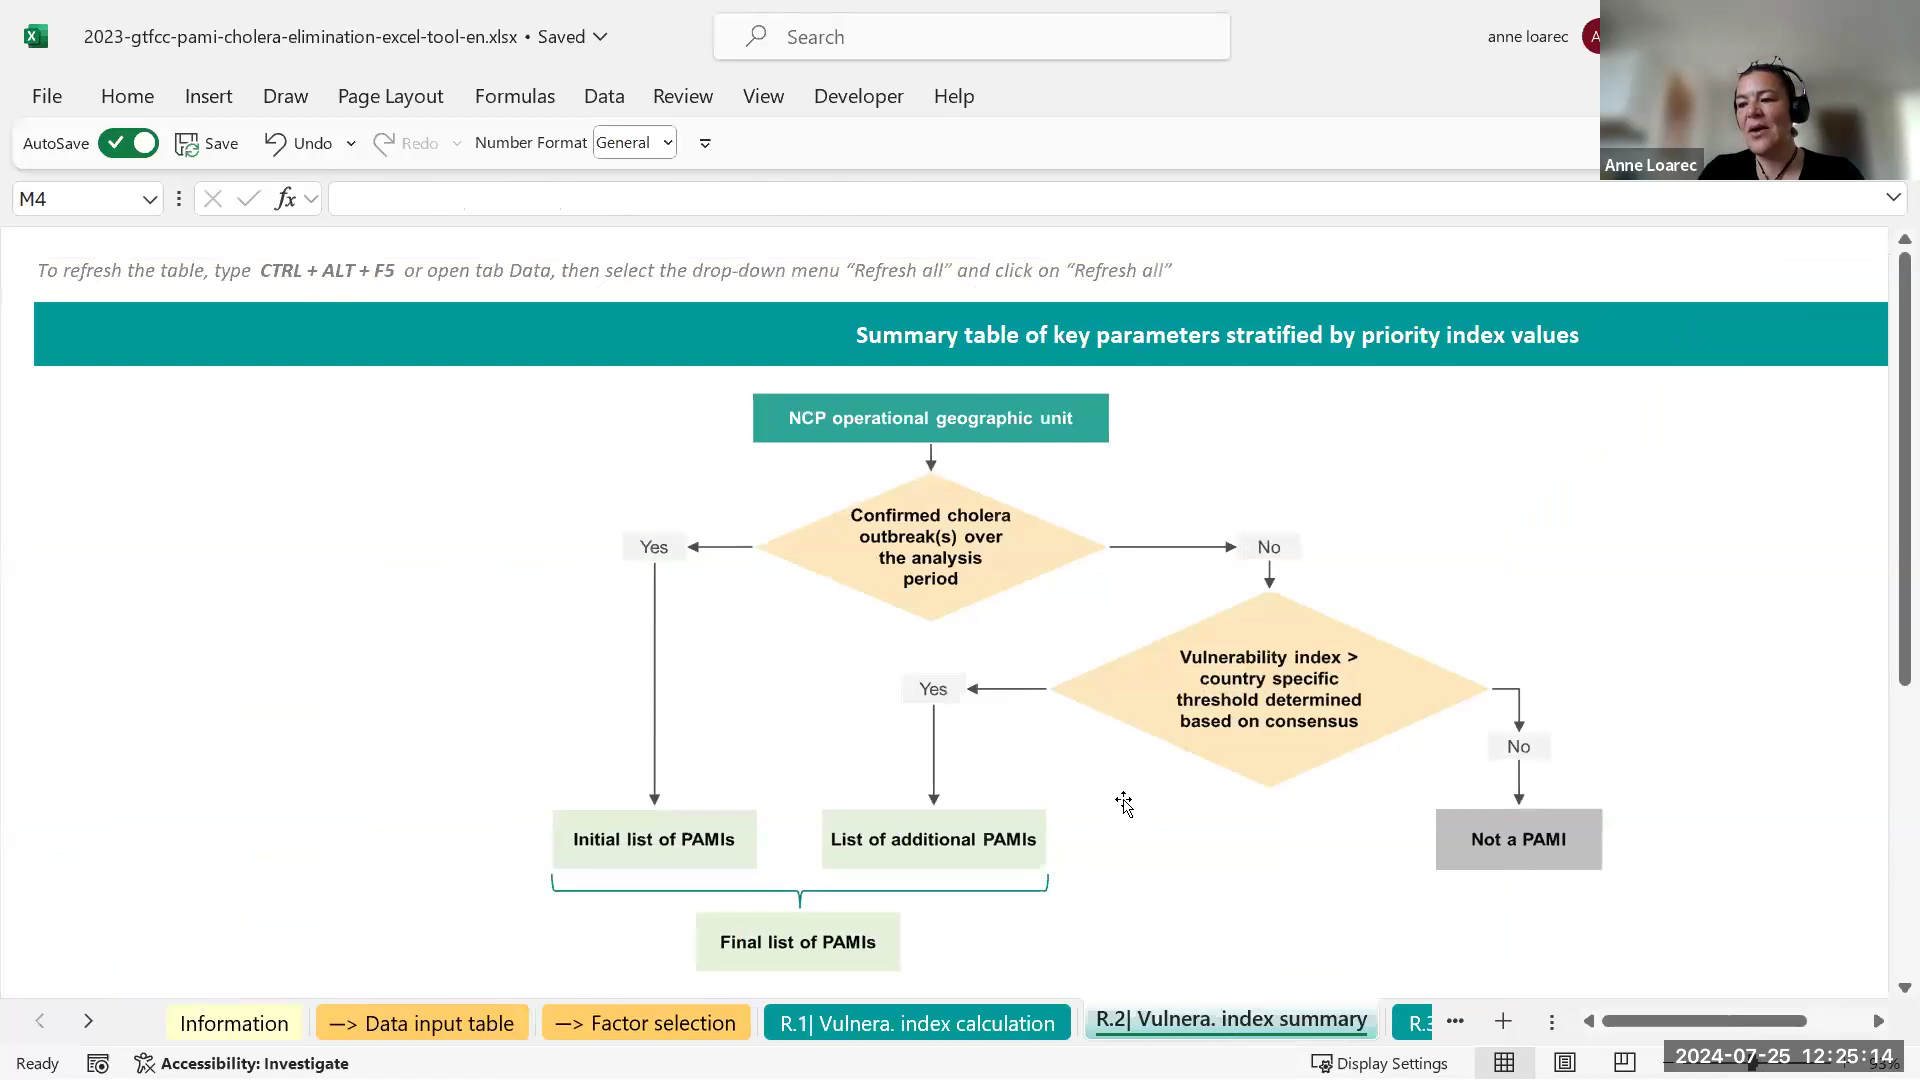 2023-gtfcc-pami-cholera-elimination-excel-tool-en.xlsx • Saved
Search
anne loarec
A
File Home Insert Draw Page Layout Formulas Data Review View Developer Help
AutoSave Save Undo Redo Number Format General
Anne Loarec
M4
fx
To refresh the table, type CTRL + ALT + F5 or open tab Data, then select the drop-down menu “Refresh all” and click on “Refresh all”
Summary table of key parameters stratified by priority index values
NCP operational geographic unit
Confirmed cholera
outbreak(s) over
the analysis
period
Yes
No
Vulnerability index >
country specific
threshold determined
based on consensus
Yes
No
Initial list of PAMIs
List of additional PAMIs
Not a PAMI
Final list of PAMIs
Information
—> Data input table
—> Factor selection
R.1| Vulnera. index calculation
R.2| Vulnera. index summary
Ready
Accessibility: Investigate
Display Settings
2024-07-25 12:25:14